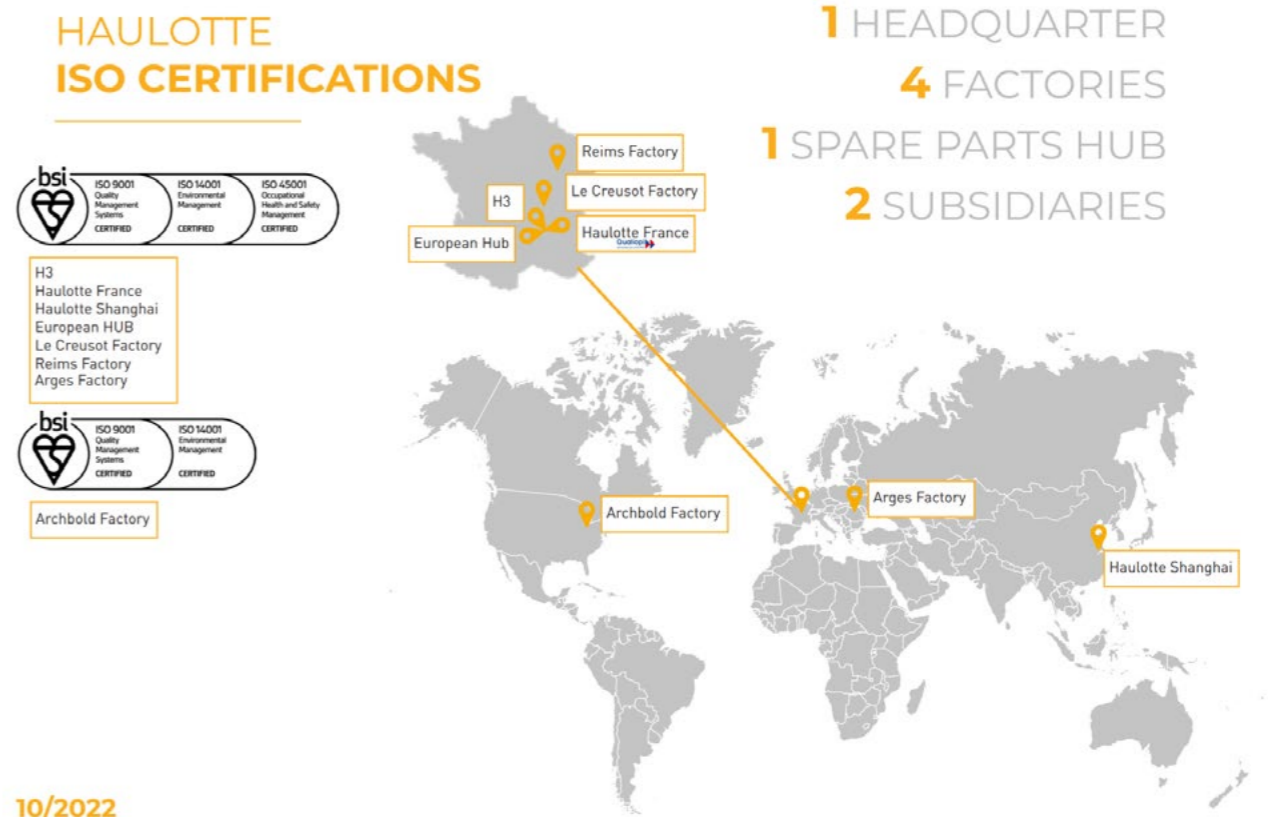 HAULOTTE
ISO CERTIFICATIONS
1 HEADQUARTER
4 FACTORIES
1 SPARE PARTS HUB
2 SUBSIDIARIES
bsi
ISO 9001
Quality
Management
Systems
CERTIFIED
ISO 14001
Environmental
Management
CERTIFIED
ISO 45001
Occupational
Health and Safety
Management
CERTIFIED
H3
Haulotte France
Haulotte Shanghai
European HUB
Le Creusot Factory
Reims Factory
Arges Factory
bsi
ISO 9001
Quality
Management
Systems
CERTIFIED
ISO 14001
Environmental
Management
CERTIFIED
Archbold Factory
Reims Factory
Le Creusot Factory
H3
Haulotte France
Qualiopi
European Hub
Archbold Factory
Arges Factory
Haulotte Shanghai
10/2022